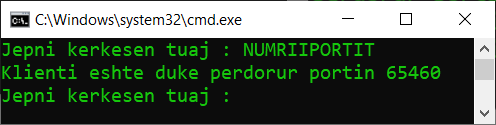 C:\Windows\system32\cmd.exe
Jepni kerkesen tuaj : NUMRIIPORTIT
Klienti eshte duke perdorur portin 65460
Jepni kerkesen tuaj :